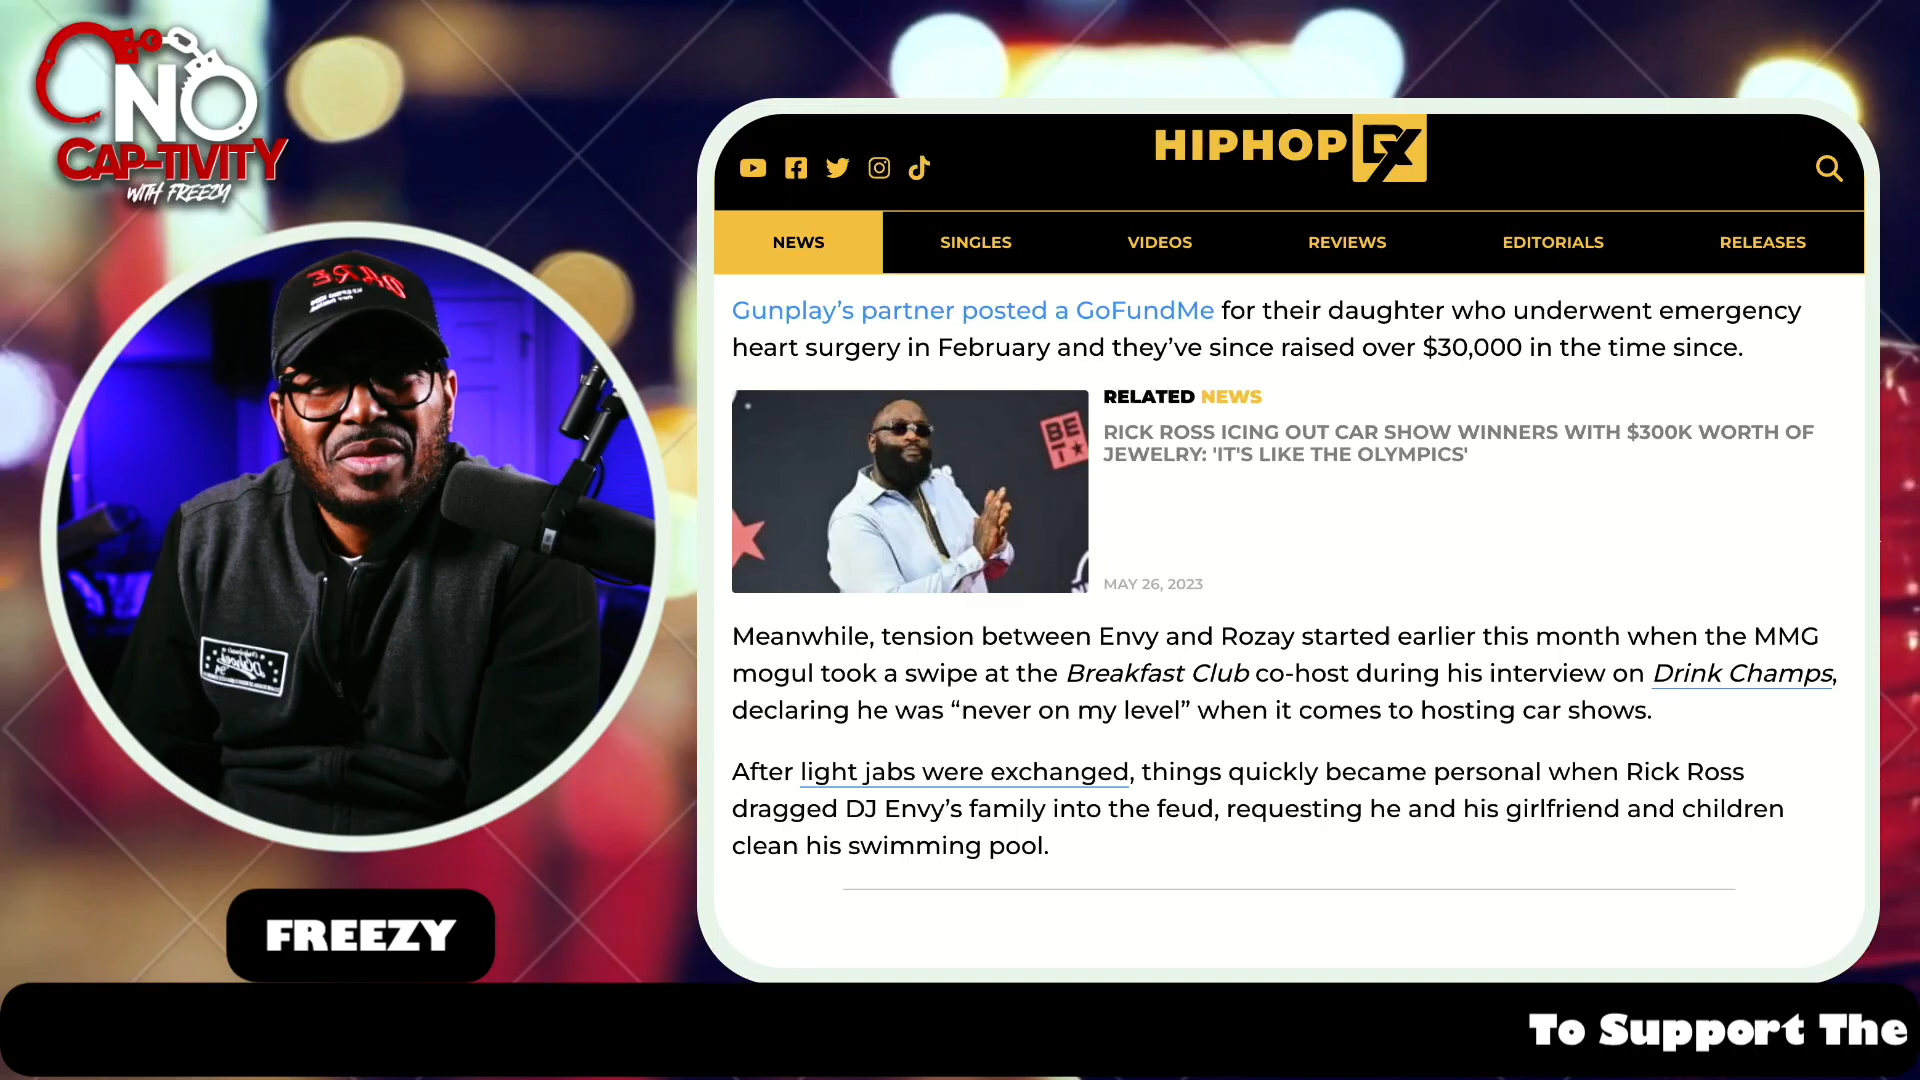 NO
CAP-TIVITY
WITH FREEZY
DARE
FREEZY
HIPHOP DX
NEWS SINGLES VIDEOS REVIEWS EDITORIALS RELEASES
Gunplay’s partner posted a GoFundMe for their daughter who underwent emergency
heart surgery in February and they’ve since raised over $30,000 in the time since.
BET
RELATED NEWS
RICK ROSS ICING OUT CAR SHOW WINNERS WITH $300K WORTH OF
JEWELRY: 'IT'S LIKE THE OLYMPICS'
MAY 26, 2023
Meanwhile, tension between Envy and Rozay started earlier this month when the MMG
mogul took a swipe at the Breakfast Club co-host during his interview on Drink Champs,
declaring he was “never on my level” when it comes to hosting car shows.
After light jabs were exchanged, things quickly became personal when Rick Ross
dragged DJ Envy’s family into the feud, requesting he and his girlfriend and children
clean his swimming pool.
To Support The